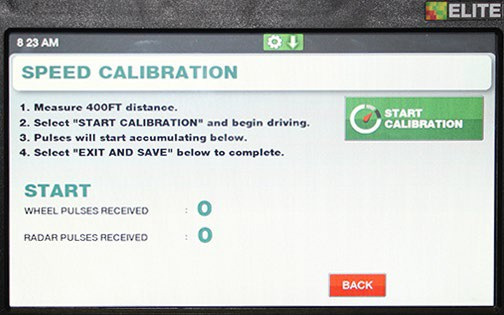 ELITE
8:23 AM
SPEED CALIBRATION
1. Measure 400FT distance.
2. Select "START CALIBRATION" and begin driving.
3. Pulses will start accumulating below.
4. Select "EXIT AND SAVE" below to complete.
START
CALIBRATION
START
WHEEL PULSES RECEIVED : 0
RADAR PULSES RECEIVED : 0
BACK